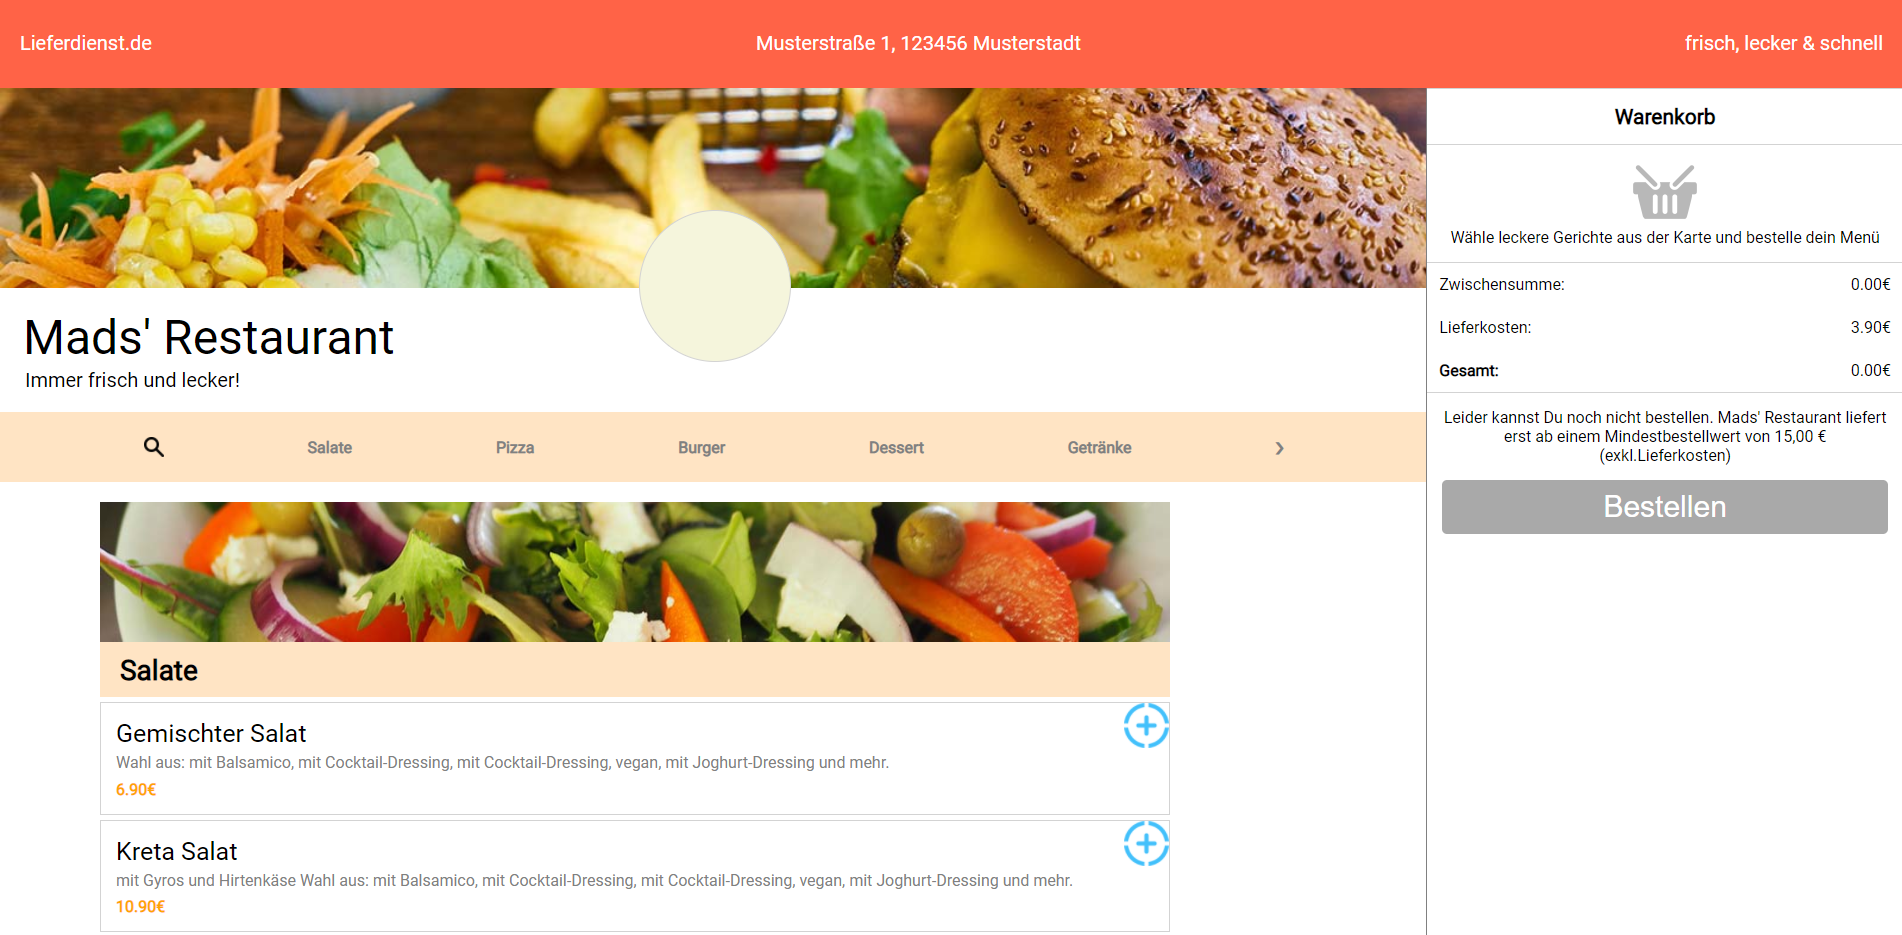 Lieferdienst.de
Musterstraße 1, 123456 Musterstadt
frisch, lecker & schnell
Mads' Restaurant
Immer frisch und lecker!
Salate Pizza Burger Dessert Getränke ›
Salate
Gemischter Salat
Wahl aus: mit Balsamico, mit Cocktail-Dressing, mit Cocktail-Dressing, vegan, mit Joghurt-Dressing und mehr.
6.90€
Kreta Salat
mit Gyros und Hirtenkäse Wahl aus: mit Balsamico, mit Cocktail-Dressing, mit Cocktail-Dressing, vegan, mit Joghurt-Dressing und mehr.
10.90€
Warenkorb
Wähle leckere Gerichte aus der Karte und bestelle dein Menü
Zwischensumme: 0.00€
Lieferkosten: 3.90€
Gesamt: 0.00€
Leider kannst Du noch nicht bestellen. Mads' Restaurant liefert
erst ab einem Mindestbestellwert von 15,00 €
(exkl.Lieferkosten)
Bestellen